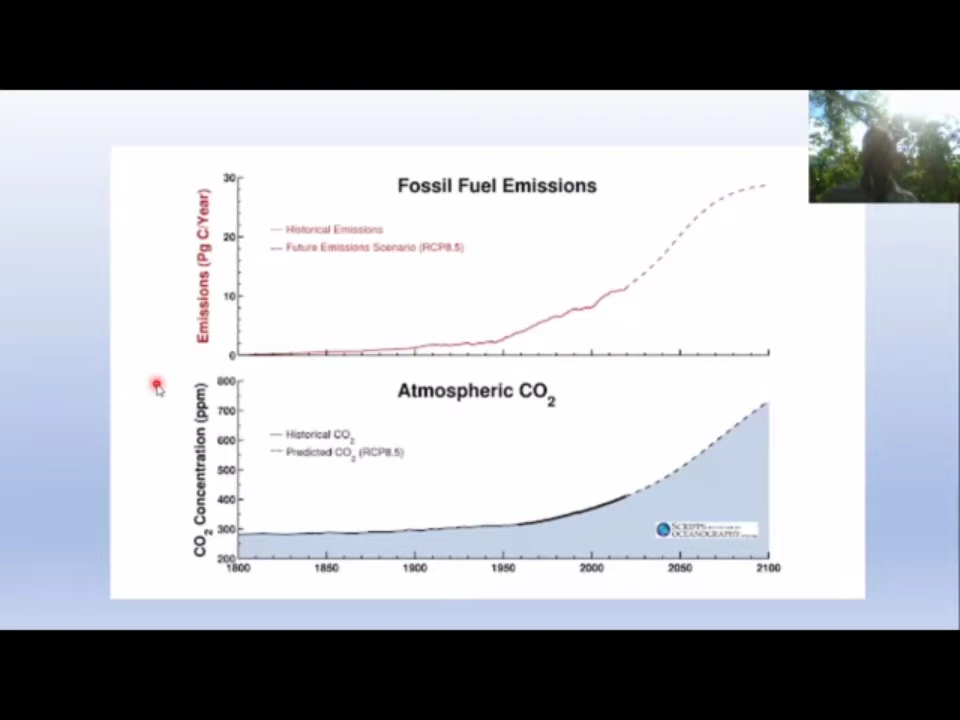 Fossil Fuel Emissions
Emissions (Pg C/Year)
30
20
10
0
Historical Emissions
Future Emissions Scenario (RCP8.5)
Atmospheric CO2
CO2 Concentration (ppm)
800
700
600
500
400
300
200
Historical CO2
Predicted CO2 (RCP8.5)
SCRIPPS INSTITUTION OF
OCEANOGRAPHY
1800 1850 1900 1950 2000 2050 2100